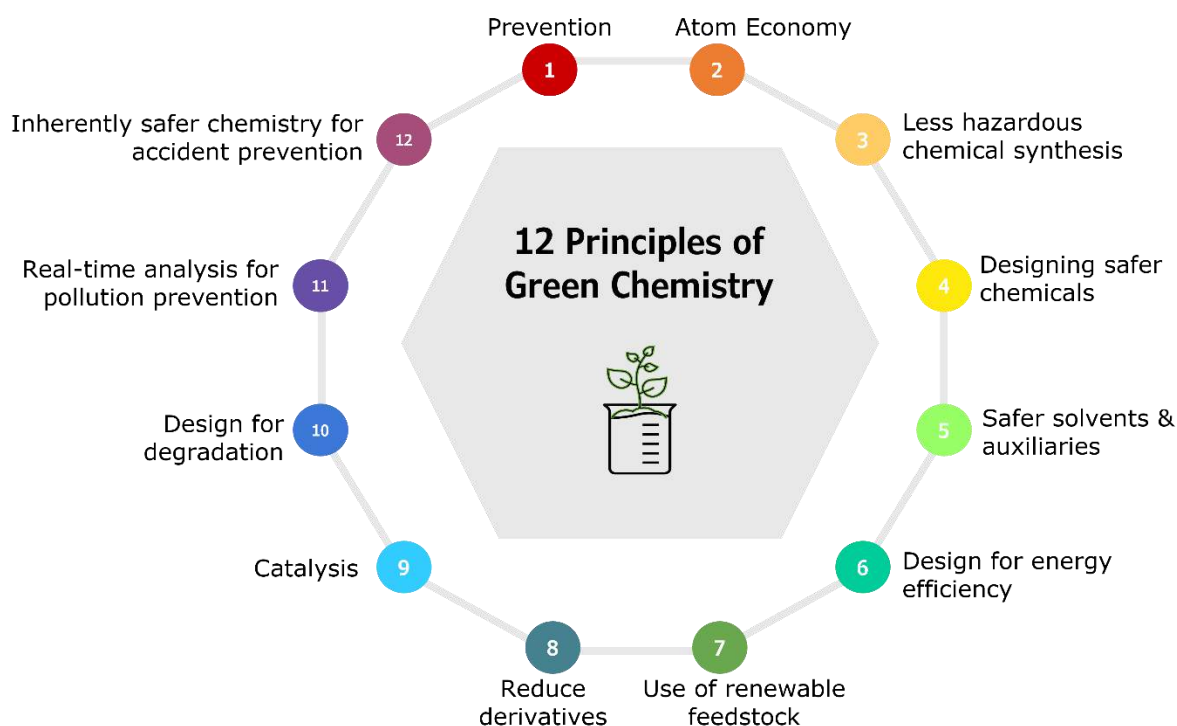 12 Principles of
Green Chemistry
Prevention
1
Atom Economy
2
Less hazardous
chemical synthesis
3
Designing safer
chemicals
4
Safer solvents &
auxiliaries
5
Design for energy
efficiency
6
Use of renewable
feedstock
7
Reduce
derivatives
8
Catalysis
9
Design for
degradation
10
Real-time analysis for
pollution prevention
11
Inherently safer chemistry for
accident prevention
12